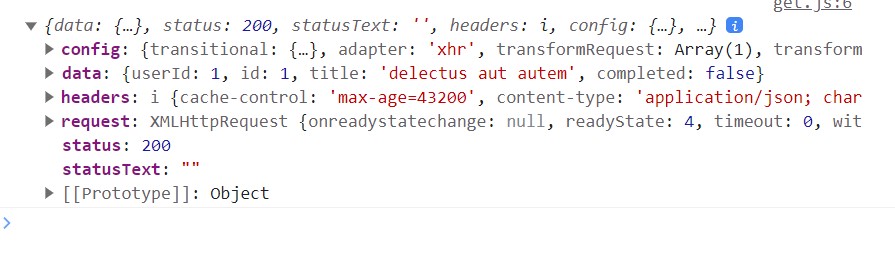 get.js:6
▼ {data: {…}, status: 200, statusText: '', headers: i, config: {…}, …} i
▶ config: {transitional: {…}, adapter: 'xhr', transformRequest: Array(1), transform
▶ data: {userId: 1, id: 1, title: 'delectus aut autem', completed: false}
▶ headers: i {cache-control: 'max-age=43200', content-type: 'application/json; char
▶ request: XMLHttpRequest {onreadystatechange: null, readyState: 4, timeout: 0, wit
status: 200
statusText: ""
▶ [[Prototype]]: Object
>